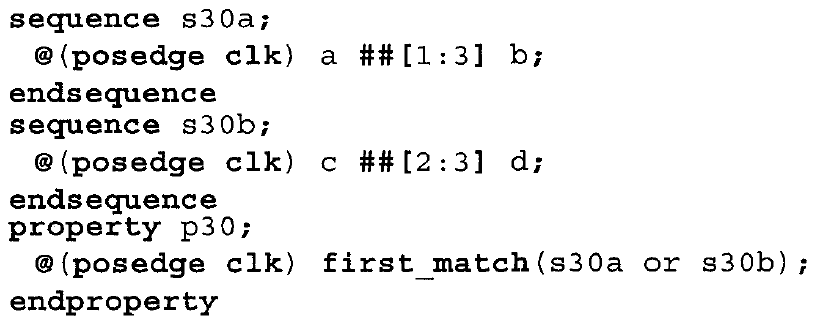 sequence s30a;
@(posedge clk) a ##[1:3] b;
endsequence
sequence s30b;
@(posedge clk) c ##[2:3] d;
endsequence
property p30;
@(posedge clk) first_match(s30a or s30b);
endproperty